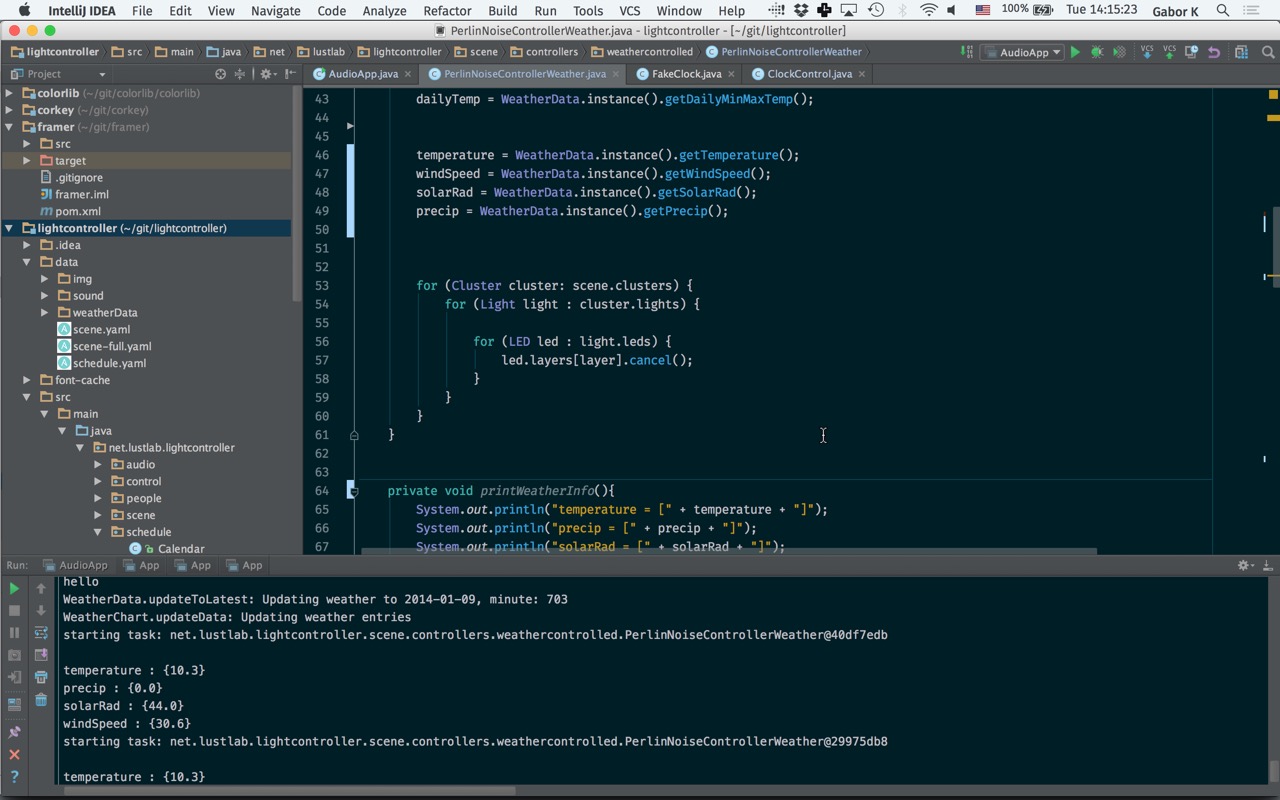 IntelliJ IDEA File Edit View Navigate Code Analyze Refactor Build Run Tools VCS Window Help 100% Tue 14:15:23 Gabor K
PerlinNoiseControllerWeather.java - lightcontroller - [~/git/lightcontroller]
lightcontroller src main java net lustlab lightcontroller scene controllers weathercontrolled PerlinNoiseControllerWeather AudioApp VCS VCS
Project AudioApp.java PerlinNoiseControllerWeather.java FakeClock.java ClockControl.java
colorlib (~/git/colorlib/colorlib)
corkey (~/git/corkey)
framer (~/git/framer)
src
target
.gitignore
framer.iml
pom.xml
lightcontroller (~/git/lightcontroller)
.idea
data
img
sound
weatherData
scene.yaml
scene-full.yaml
schedule.yaml
font-cache
src
main
java
net.lustlab.lightcontroller
audio
control
people
scene
schedule
Calendar
43 dailyTemp = WeatherData.instance().getDailyMinMaxTemp();
44
45
46 temperature = WeatherData.instance().getTemperature();
47 windSpeed = WeatherData.instance().getWindSpeed();
48 solarRad = WeatherData.instance().getSolarRad();
49 precip = WeatherData.instance().getPrecip();
50
51
52
53 for (Cluster cluster: scene.clusters) {
54 for (Light light : cluster.lights) {
55
56 for (LED led : light.leds) {
57 led.layers[layer].cancel();
58 }
59 }
60 }
61 }
62
63
64 private void printWeatherInfo(){
65 System.out.println("temperature = [" + temperature + "]");
66 System.out.println("precip = [" + precip + "]");
67 System.out.println("solarRad = [" + solarRad + "]");
Run: AudioApp App App App
hello
WeatherData.updateToLatest: Updating weather to 2014-01-09, minute: 703
WeatherChart.updateData: Updating weather entries
starting task: net.lustlab.lightcontroller.scene.controllers.weathercontrolled.PerlinNoiseControllerWeather@40df7edb
temperature : {10.3}
precip : {0.0}
solarRad : {44.0}
windSpeed : {30.6}
starting task: net.lustlab.lightcontroller.scene.controllers.weathercontrolled.PerlinNoiseControllerWeather@29975db8
temperature : {10.3}